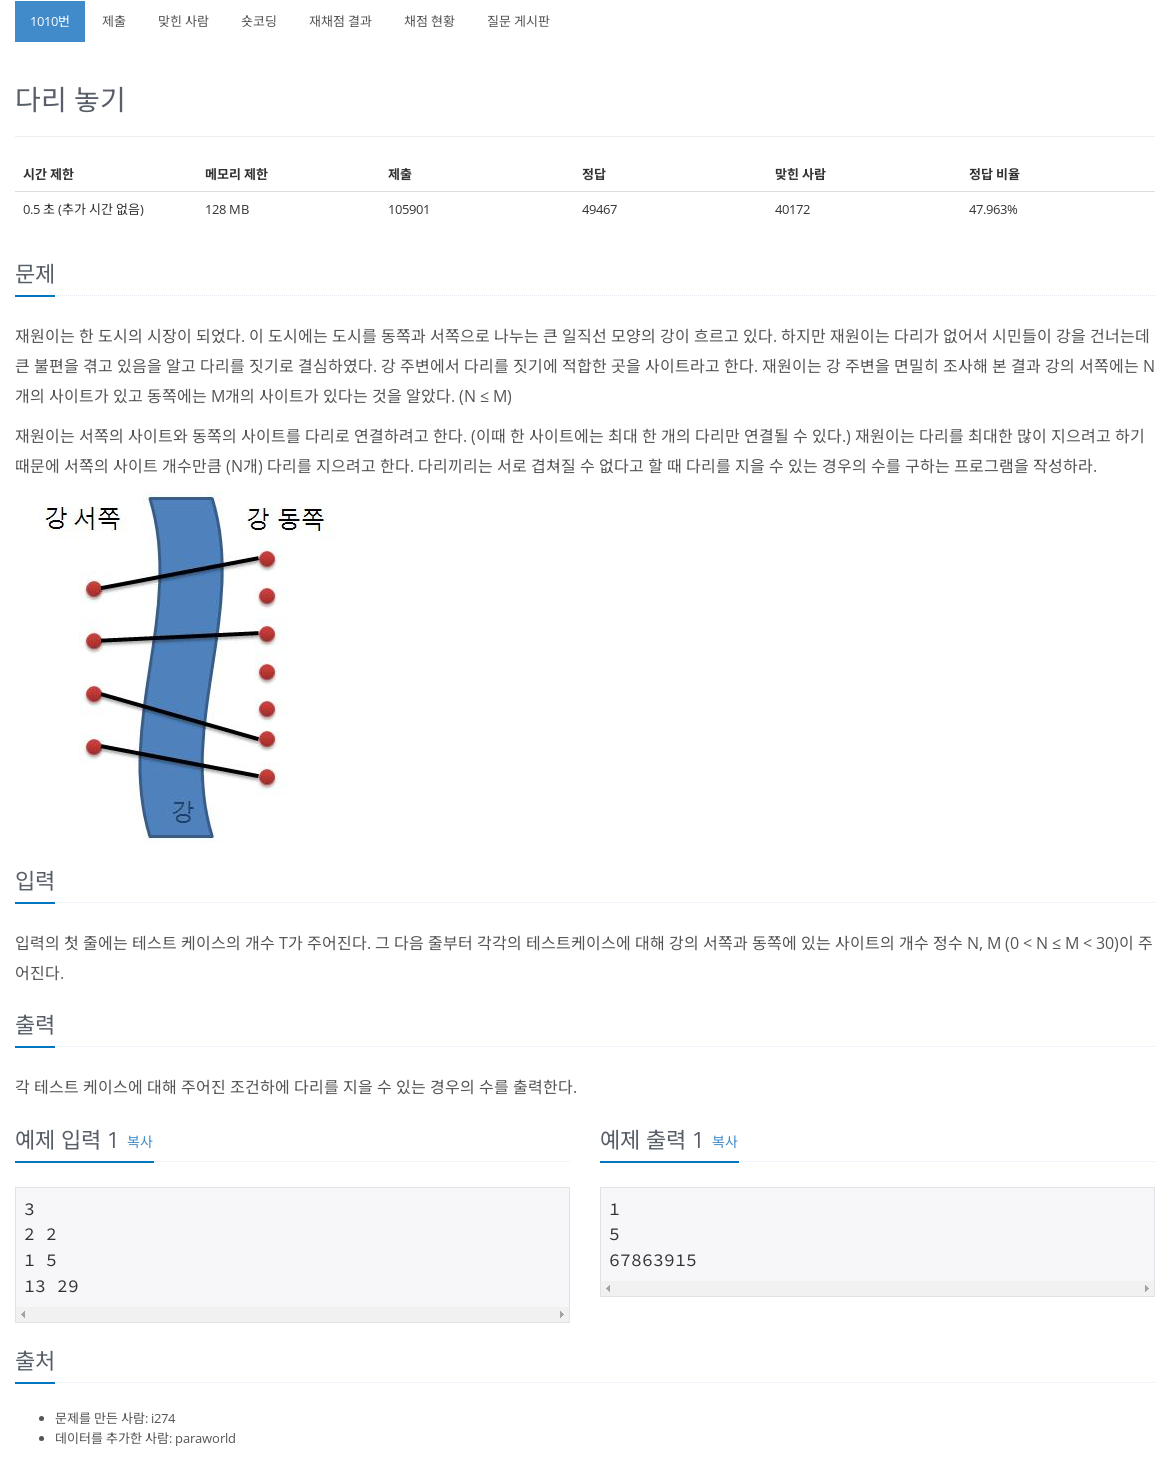 1010번 제출 맞힌 사람 숏코딩 재채점 결과 채점 현황 질문 게시판
다리 놓기
시간 제한 메모리 제한 제출 정답 맞힌 사람 정답 비율
0.5 초 (추가 시간 없음) 128 MB 105901 49467 40172 47.963%
문제
재원이는 한 도시의 시장이 되었다. 이 도시에는 도시를 동쪽과 서쪽으로 나누는 큰 일직선 모양의 강이 흐르고 있다. 하지만 재원이는 다리가 없어서 시민들이 강을 건너는데
큰 불편을 겪고 있음을 알고 다리를 짓기로 결심하였다. 강 주변에서 다리를 짓기에 적합한 곳을 사이트라고 한다. 재원이는 강 주변을 면밀히 조사해 본 결과 강의 서쪽에는 N
개의 사이트가 있고 동쪽에는 M개의 사이트가 있다는 것을 알았다. (N ≤ M)
재원이는 서쪽의 사이트와 동쪽의 사이트를 다리로 연결하려고 한다. (이때 한 사이트에는 최대 한 개의 다리만 연결될 수 있다.) 재원이는 다리를 최대한 많이 지으려고 하기
때문에 서쪽의 사이트 개수만큼 (N개) 다리를 지으려고 한다. 다리끼리는 서로 겹쳐질 수 없다고 할 때 다리를 지을 수 있는 경우의 수를 구하는 프로그램을 작성하라.
강 서쪽 강 동쪽
강
입력
입력의 첫 줄에는 테스트 케이스의 개수 T가 주어진다. 그 다음 줄부터 각각의 테스트케이스에 대해 강의 서쪽과 동쪽에 있는 사이트의 개수 정수 N, M (0 < N ≤ M < 30)이 주
어진다.
출력
각 테스트 케이스에 대해 주어진 조건하에 다리를 지을 수 있는 경우의 수를 출력한다.
예제 입력 1 복사
3
2 2
1 5
13 29
예제 출력 1 복사
1
5
67863915
출처
문제를 만든 사람: i274
데이터를 추가한 사람: paraworld